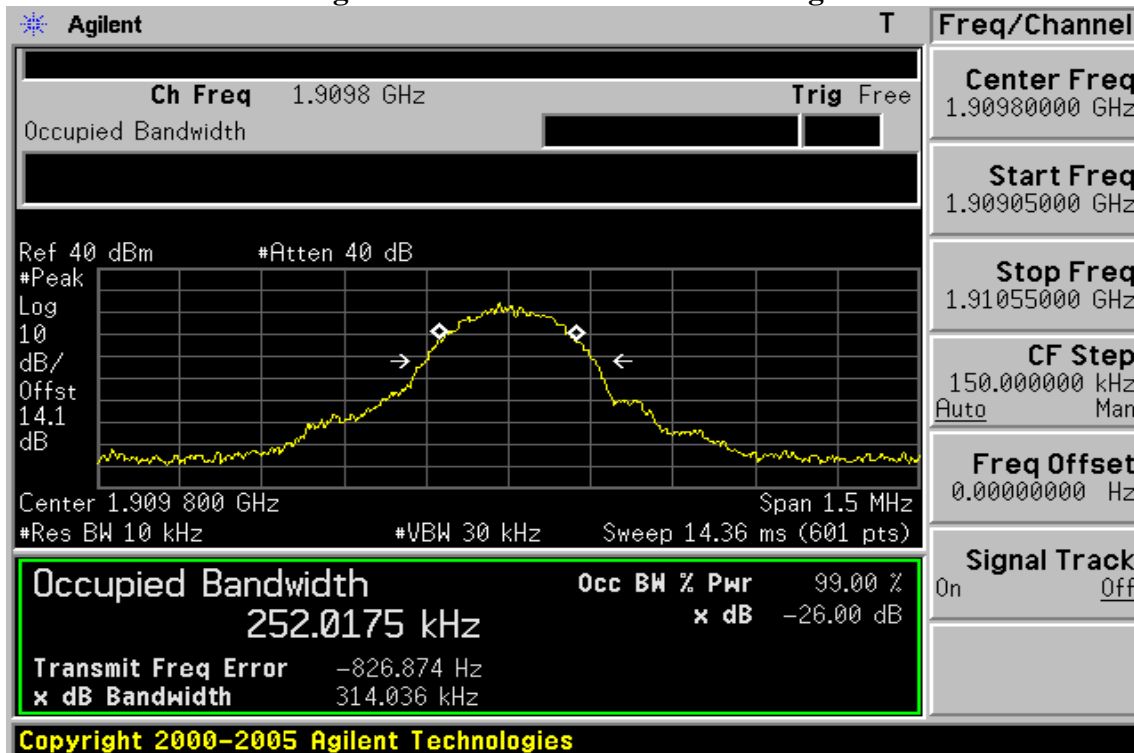 Agilent T Freq/Channel
Ch Freq 1.9098 GHz Trig Free
Occupied Bandwidth
Center Freq
1.90980000 GHz
Start Freq
1.90905000 GHz
Stop Freq
1.91055000 GHz
CF Step
150.000000 kHz
Auto Man
Freq Offset
0.00000000 Hz
Signal Track
On Off
Ref 40 dBm #Atten 40 dB
#Peak
Log
10
dB/
Offst
14.1
dB
Center 1.909 800 GHz Span 1.5 MHz
#Res BW 10 kHz #VBW 30 kHz Sweep 14.36 ms (601 pts)
Occupied Bandwidth Occ BW % Pwr 99.00 %
252.0175 kHz x dB -26.00 dB
Transmit Freq Error -826.874 Hz
x dB Bandwidth 314.036 kHz
Copyright 2000-2005 Agilent Technologies